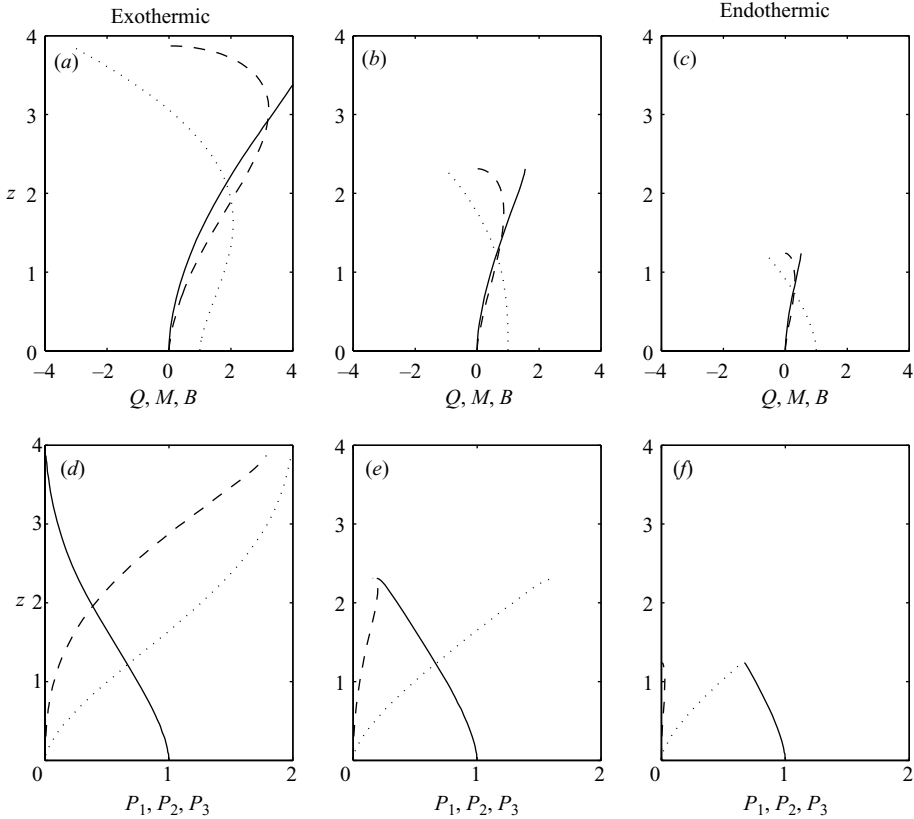 Exothermic
Endothermic
4
3
z
2
1
0
(a)
−4 −2 0 2 4
Q, M, B
4
3
2
1
0
(b)
−4 −2 0 2 4
Q, M, B
4
3
2
1
0
(c)
−4 −2 0 2 4
Q, M, B
4
3
z 2
1
(d)
0 1 2
P1, P2, P3
4
3
2
1
(e)
0 1 2
P1, P2, P3
4
3
2
1
(f)
0 1 2
P1, P2, P3